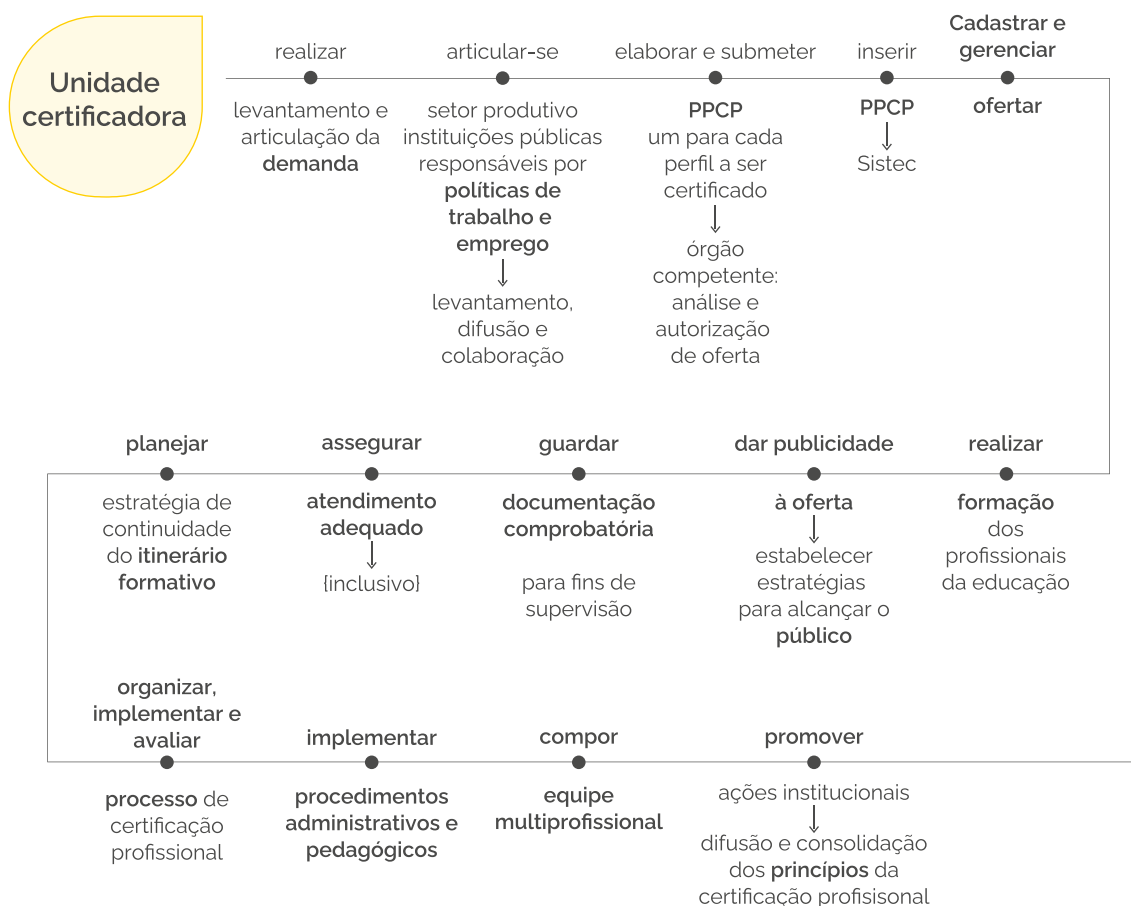 Unidade
certificadora
realizar
levantamento e
articulação da
demanda
articular-se
setor produtivo
instituições públicas
responsáveis por
políticas de
trabalho e
emprego
levantamento,
difusão e
colaboração
elaborar e submeter
PPCP
um para cada
perfil a ser
certificado
órgão
competente:
análise e
autorização
de oferta
inserir
PPCP
Sistec
Cadastrar e
gerenciar
ofertar
planejar
estratégia de
continuidade
do itinerário
formativo
assegurar
atendimento
adequado
{inclusivo}
guardar
documentação
comprobatória
para fins de
supervisão
dar publicidade
à oferta
estabelecer
estratégias
para alcançar o
público
realizar
formação
dos
profissionais
da educação
organizar,
implementar e
avaliar
processo de
certificação
profissional
implementar
procedimentos
administrativos e
pedagógicos
compor
equipe
multiprofissional
promover
ações institucionais
difusão e consolidação
dos princípios da
certificação profisisonal